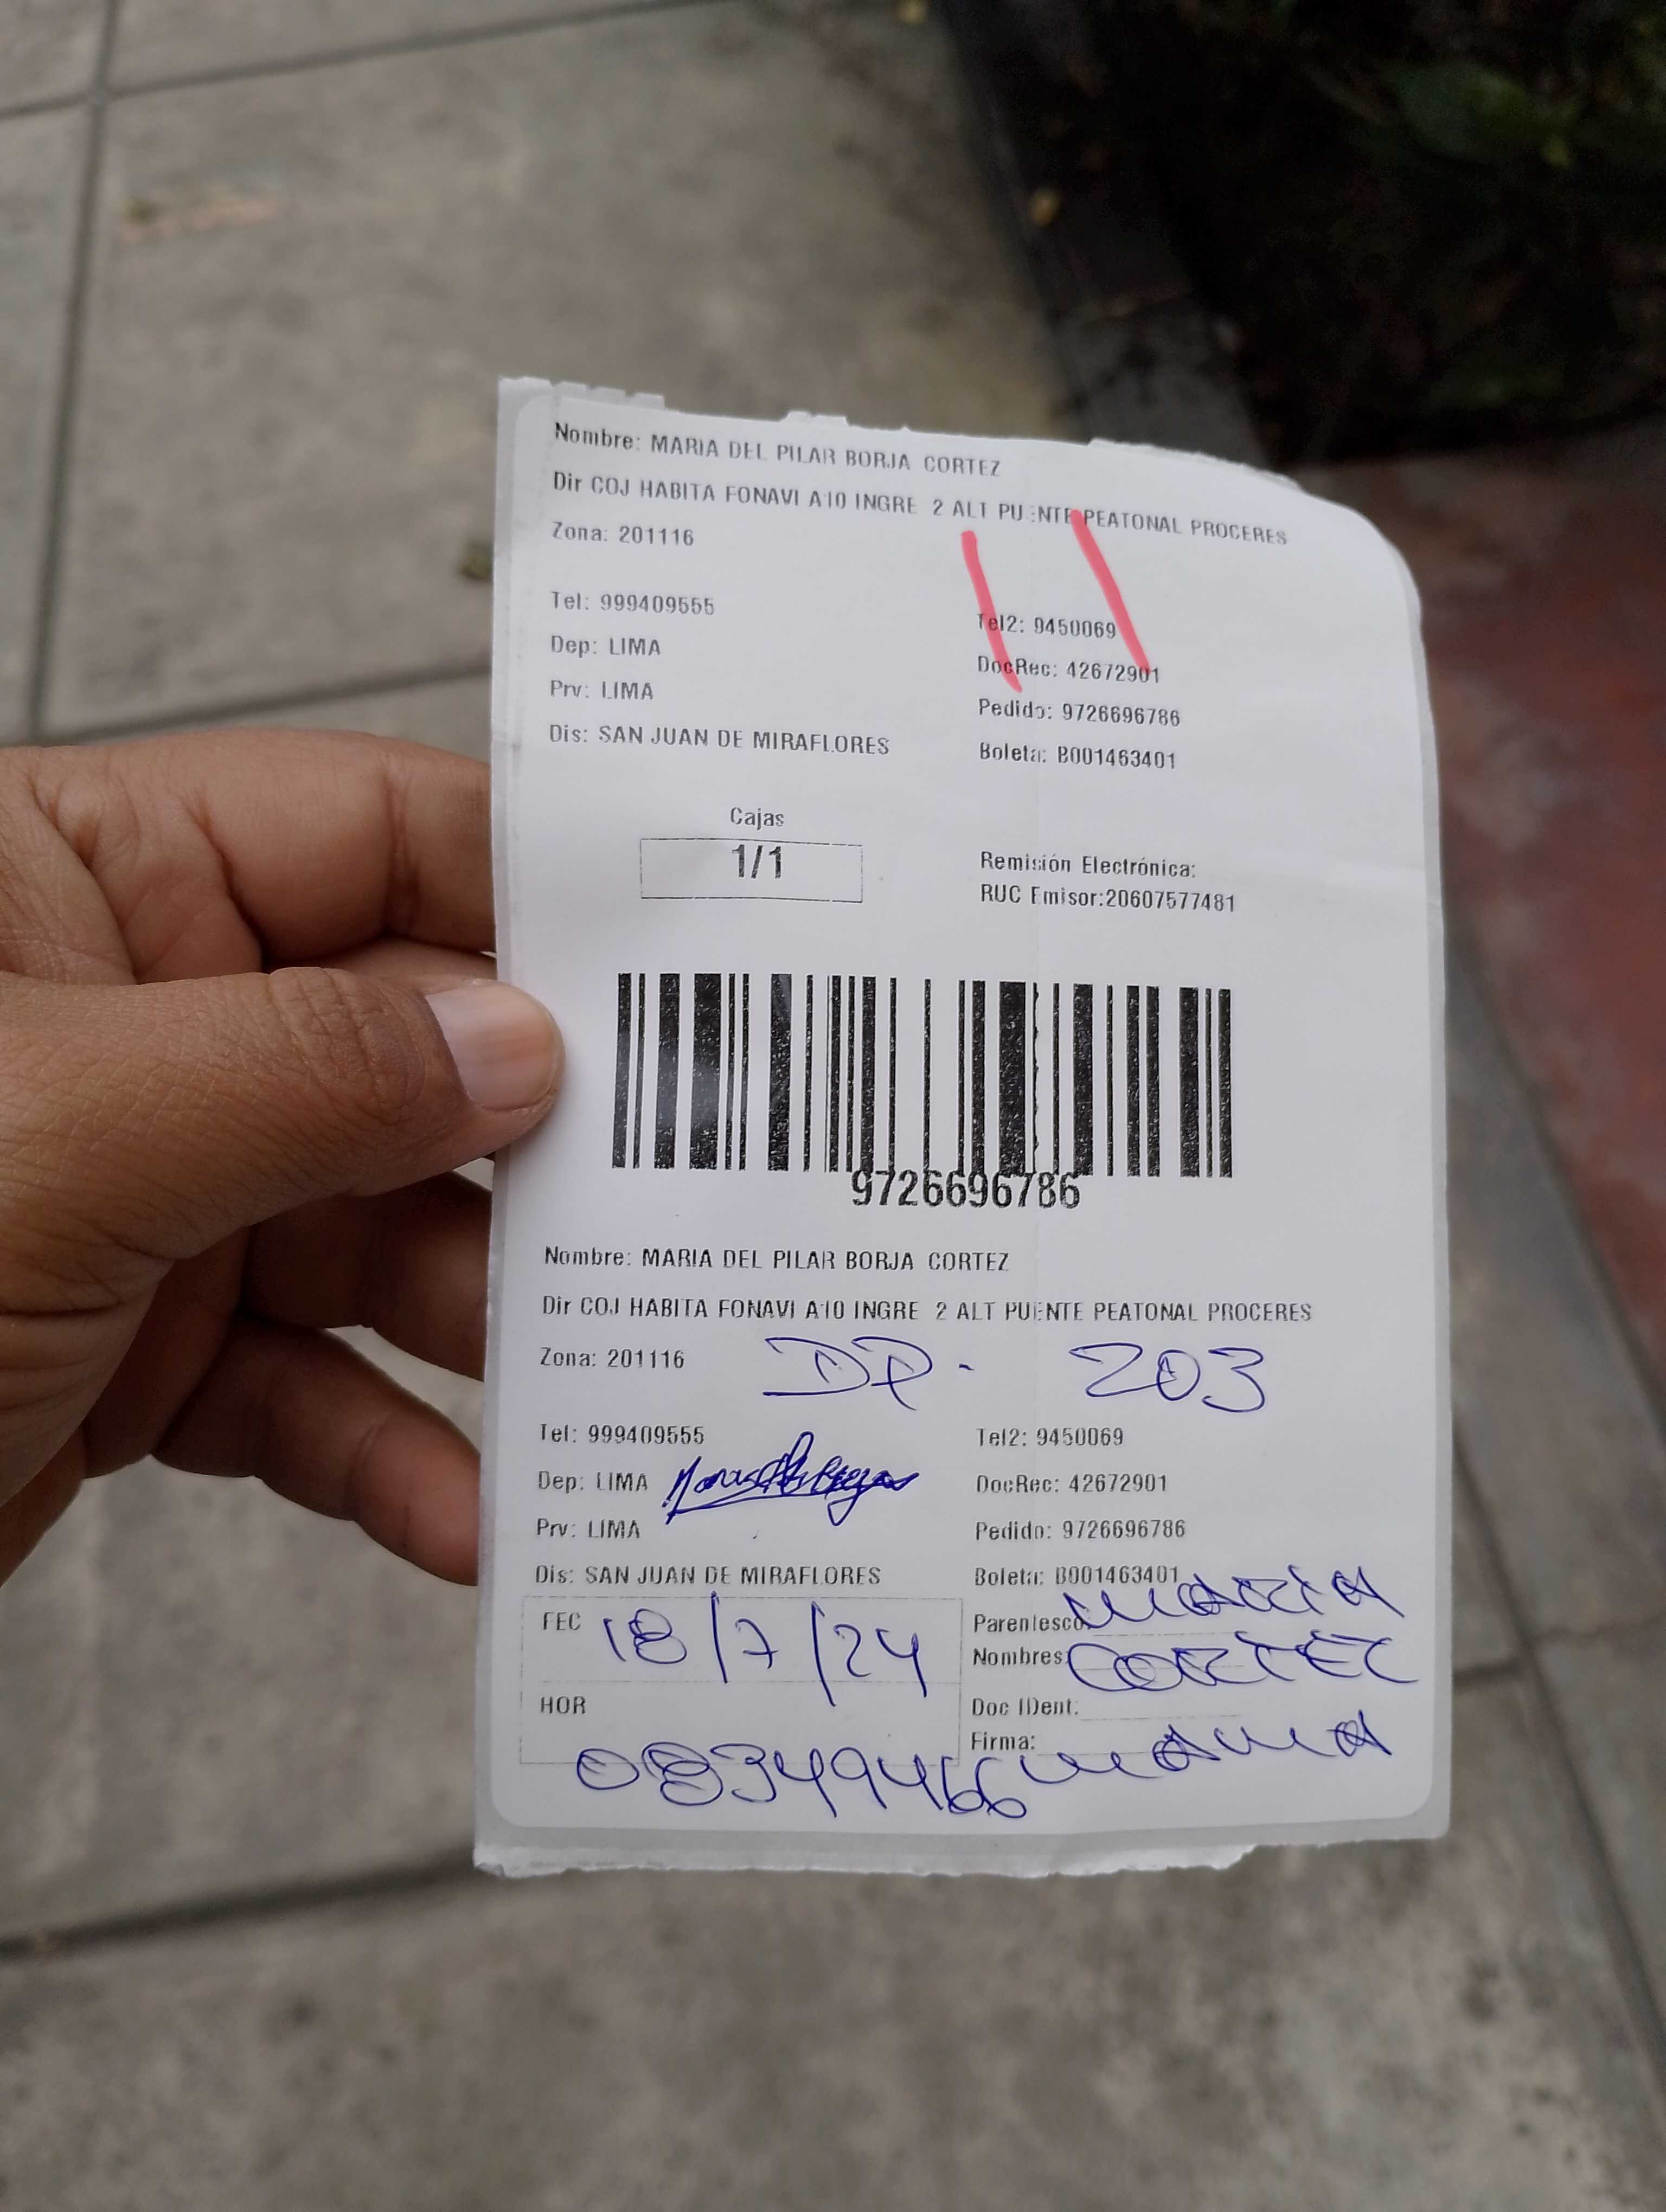 Nombre: MARIA DEL PILAR BORJA CORTEZ
Dir COJ HABITA FONAVI A10 INGRE 2 ALT PUENTE PEATONAL PROCERES
Zona: 201116
Tel: 999409555
Tel2: 9450069
Dep: LIMA
DocRec: 42672901
Prv: LIMA
Pedido: 9726696786
Dis: SAN JUAN DE MIRAFLORES
Boleta: B001463401
Cajas
1/1
Remisión Electrónica:
RUC Emisor:20607577481
9726696786
Nombre: MARIA DEL PILAR BORJA CORTEZ
Dir COJ HABITA FONAVI A10 INGRE 2 ALT PUENTE PEATONAL PROCERES
Zona: 201116 DP - 203
Tel: 999409555
Tel2: 9450069
Dep: LIMA
DocRec: 42672901
Prv: LIMA
Pedido: 9726696786
Dis: SAN JUAN DE MIRAFLORES
Boleta: B001463401
FEC 18/7/24
Parentesco: MARIA
Nombres: CORTEZ
HOR
Doc IDent:
Firma: MAMA
08349466